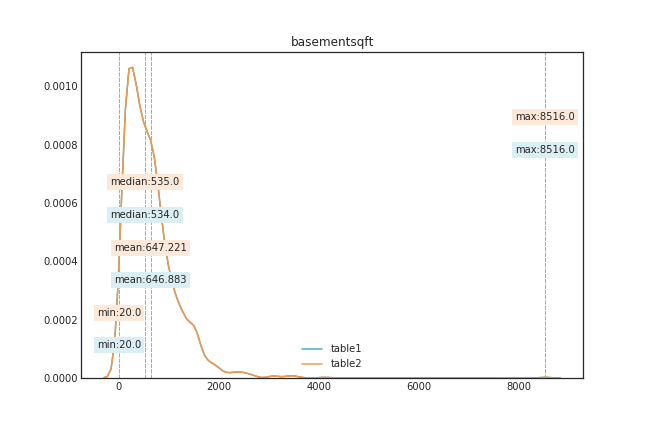 basementsqft
0.0010
0.0008
0.0006
0.0004
0.0002
0.0000
max:8516.0
max:8516.0
median:535.0
median:534.0
mean:647.221
mean:646.883
min:20.0
min:20.0
table1
table2
0 2000 4000 6000 8000